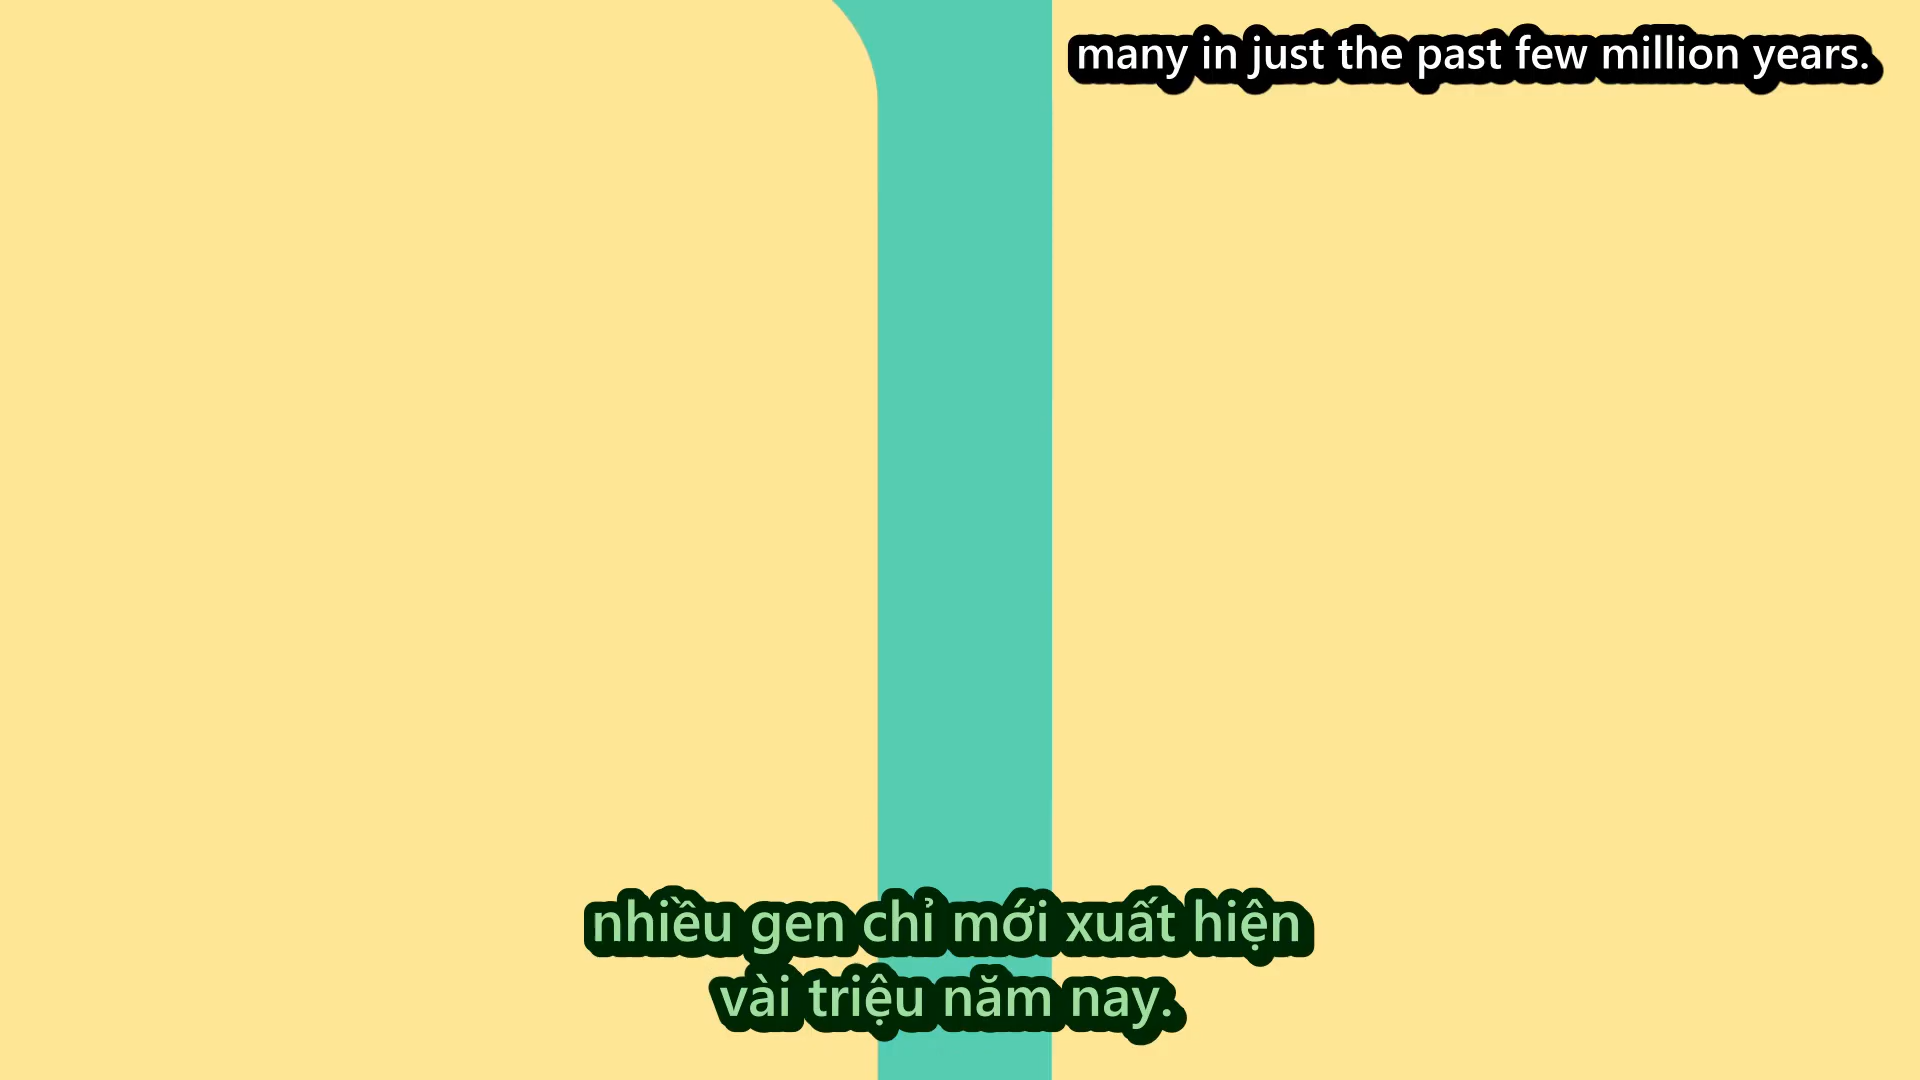 many in just the past few million years.
nhiều gen chỉ mới xuất hiện
vài triệu năm nay.